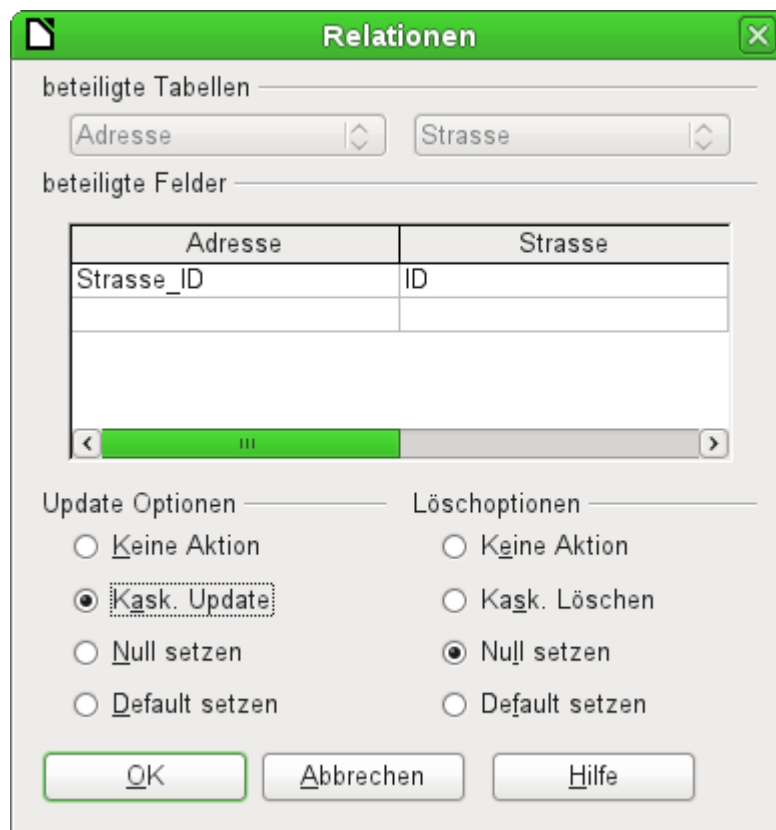 Relationen
beteiligte Tabellen
Adresse Strasse
beteiligte Felder
Adresse Strasse
Strasse_ID ID
Update Optionen Löschoptionen
Keine Aktion Keine Aktion
Kask. Update Kask. Löschen
Null setzen Null setzen
Default setzen Default setzen
OK Abbrechen Hilfe